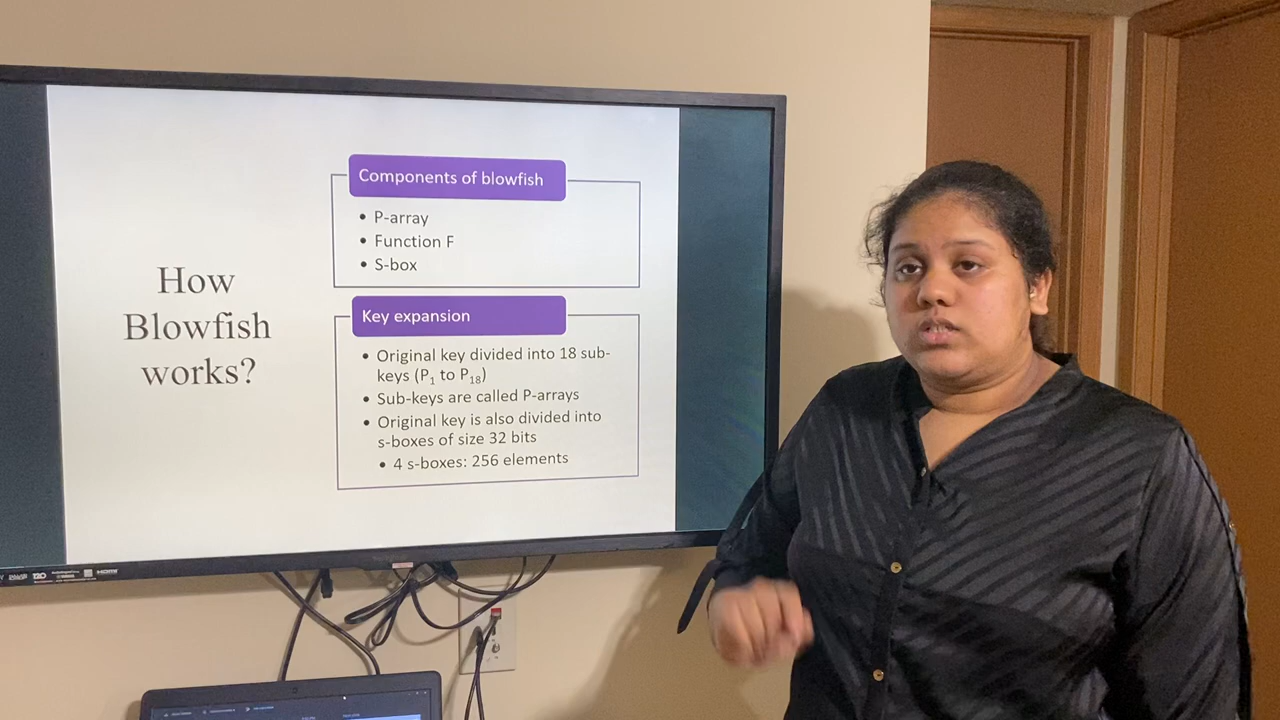 How
Blowfish
works?
Components of blowfish
• P-array
• Function F
• S-box
Key expansion
• Original key divided into 18 sub-
keys (P₁ to P₁₈)
• Sub-keys are called P-arrays
• Original key is also divided into
s-boxes of size 32 bits
• 4 s-boxes: 256 elements
HDMI